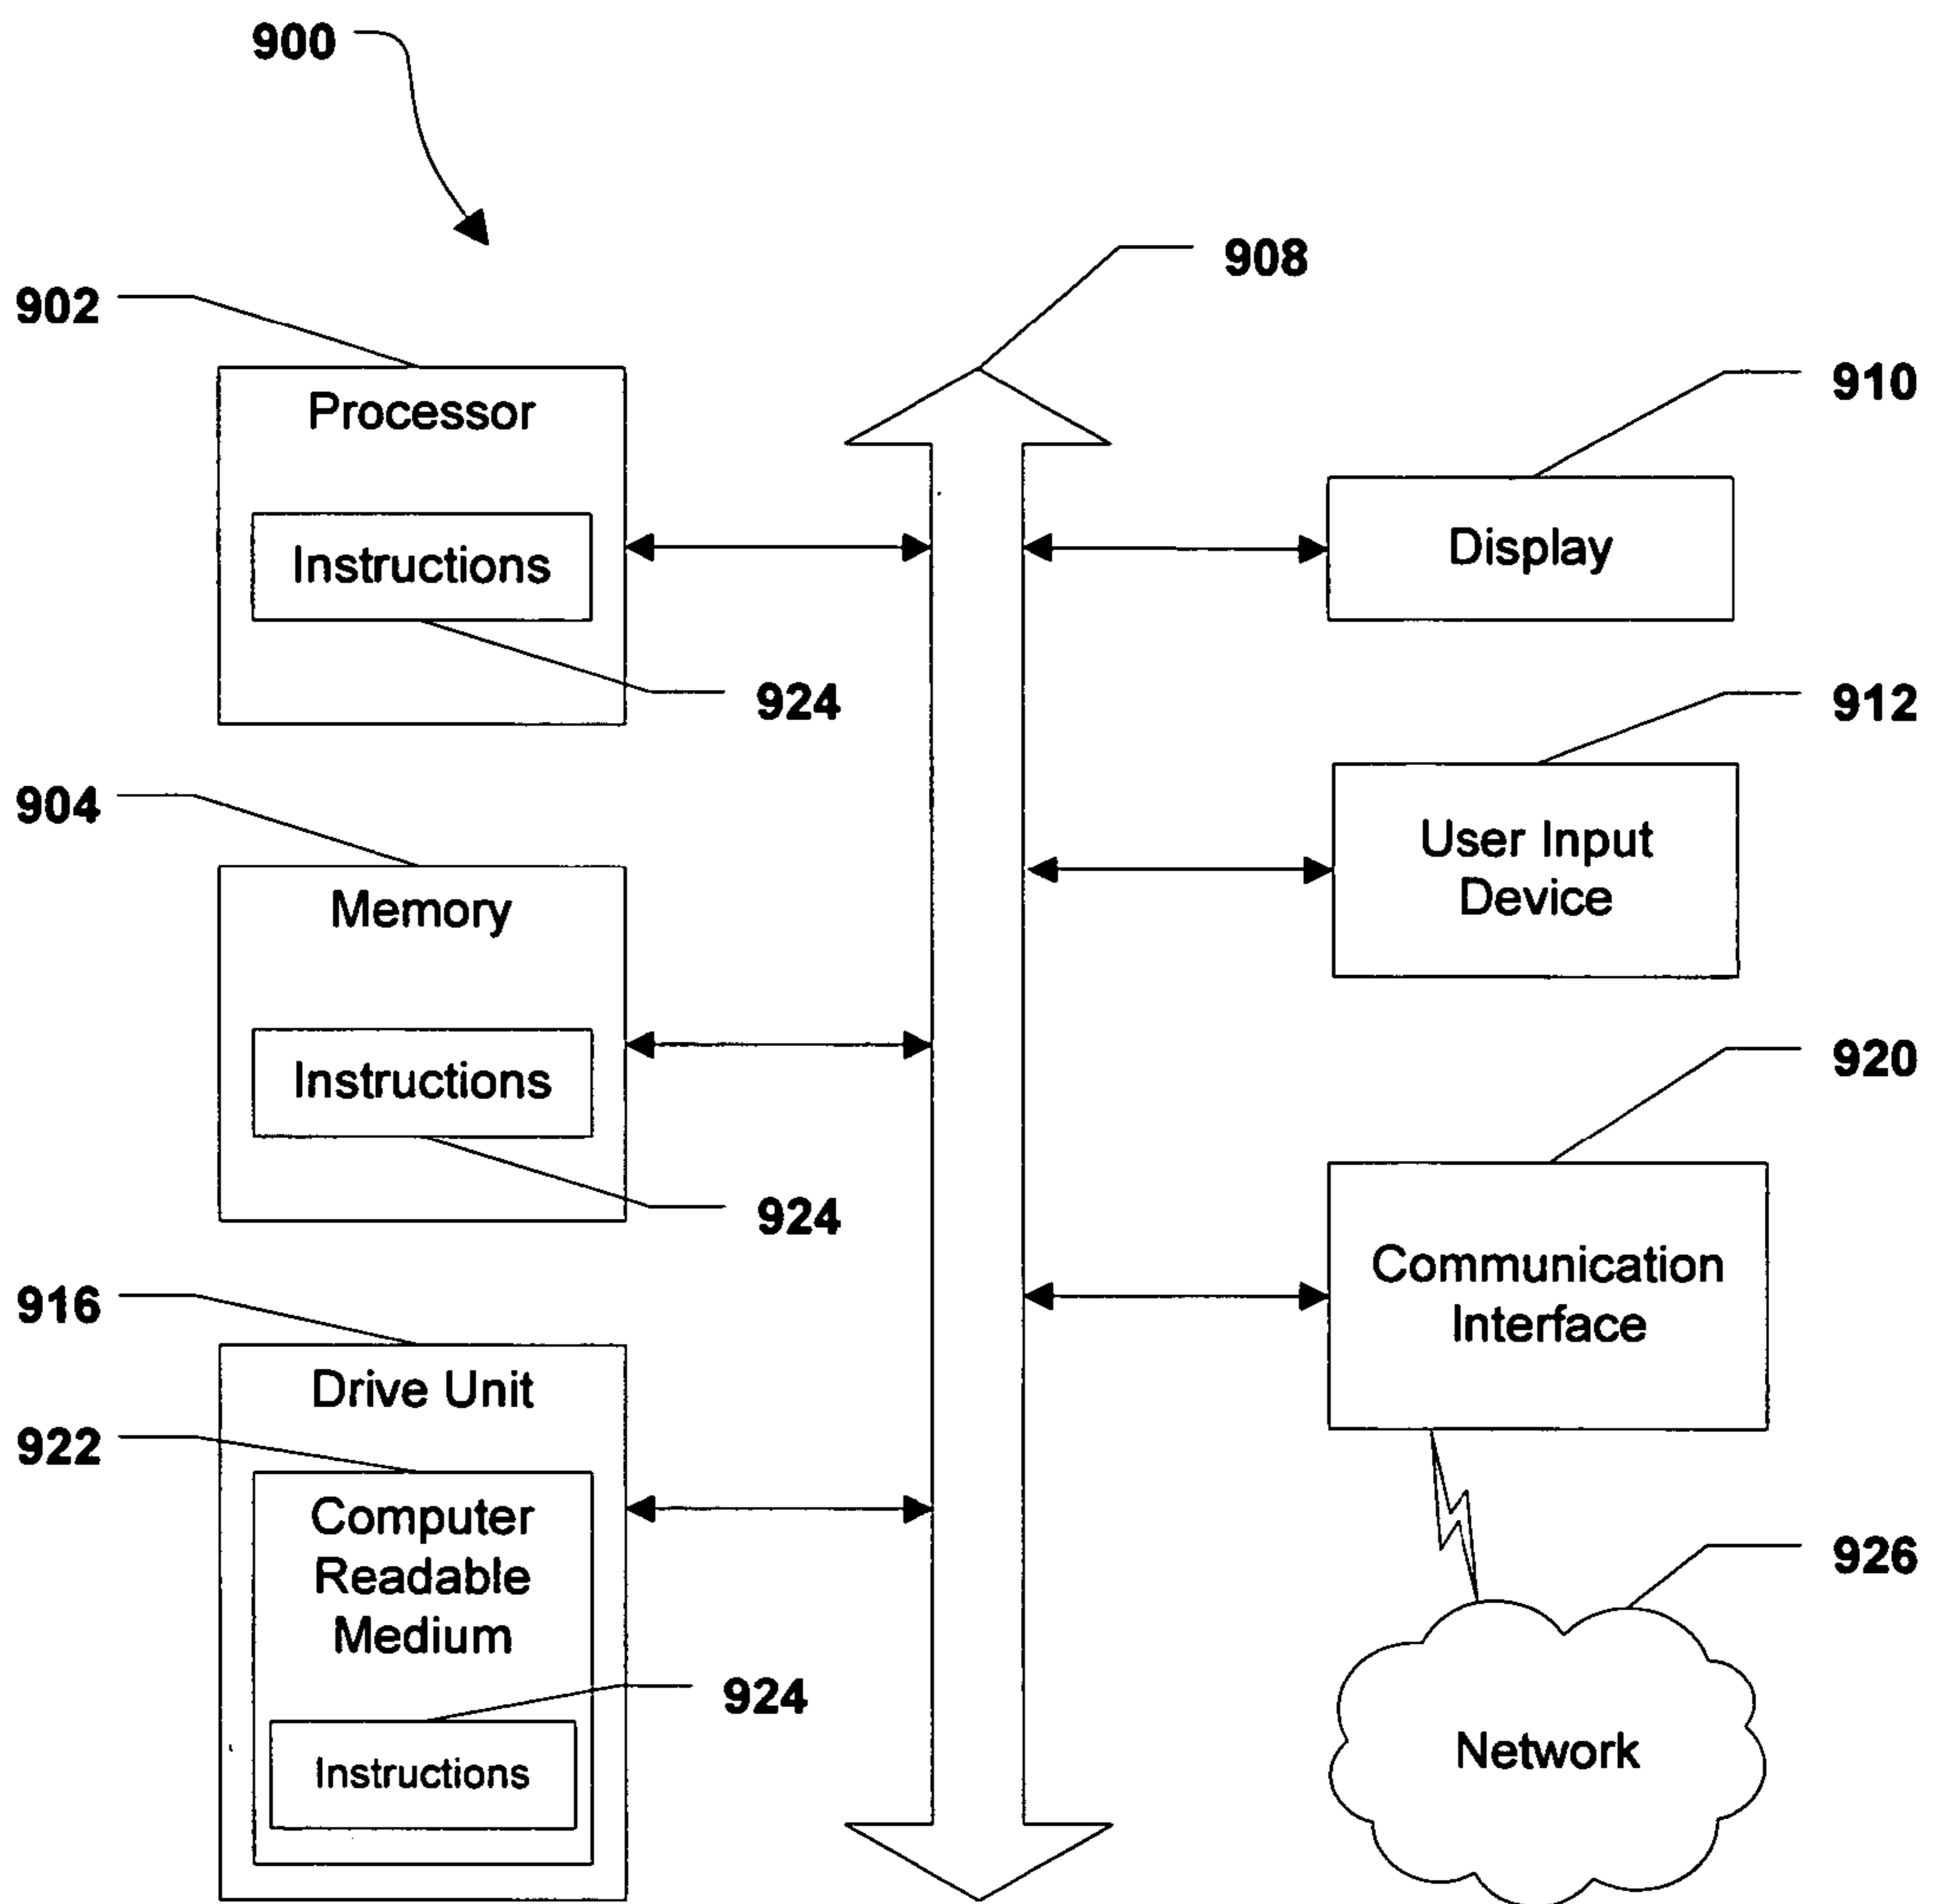 900
908
902
910
Processor
Instructions
Display
924
912
904
User Input
Device
Memory
Instructions
920
924
Communication
Interface
916
Drive Unit
922
Computer
Readable
Medium
926
924
Instructions
Network